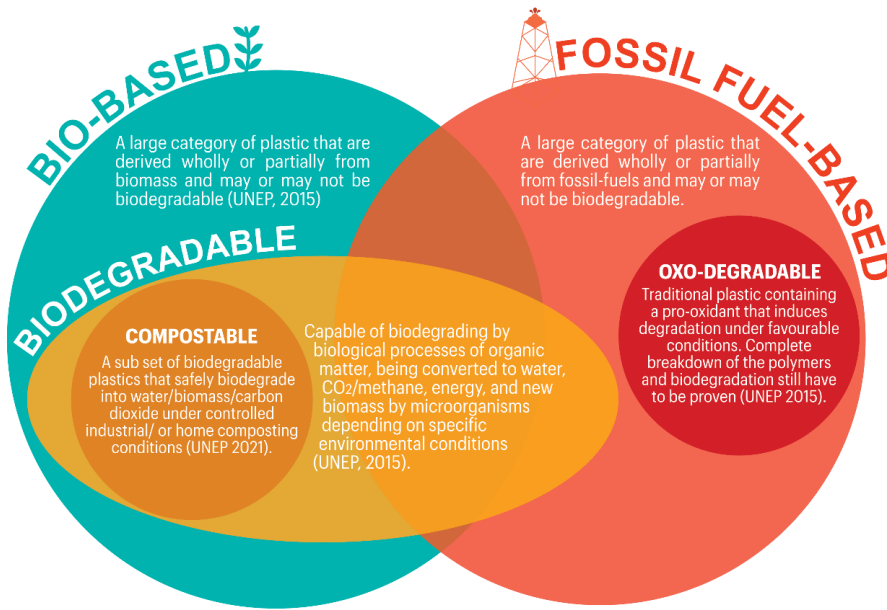 BIO-BASED
A large category of plastic that are
derived wholly or partially from
biomass and may or may not be
biodegradable (UNEP, 2015)
FOSSIL FUEL-BASED
A large category of plastic that
are derived wholly or partially
from fossil-fuels and may or may
not be biodegradable.
BIODEGRADABLE
COMPOSTABLE
A sub set of biodegradable
plastics that safely biodegrade
into water/biomass/carbon
dioxide under controlled
industrial/ or home composting
conditions (UNEP 2021).
Capable of biodegrading by
biological processes of organic
matter, being converted to water,
CO2/methane, energy, and new
biomass by microorganisms
depending on specific
environmental conditions
(UNEP, 2015).
OXO-DEGRADABLE
Traditional plastic containing
a pro-oxidant that induces
degradation under favourable
conditions. Complete
breakdown of the polymers
and biodegradation still have
to be proven (UNEP 2015).